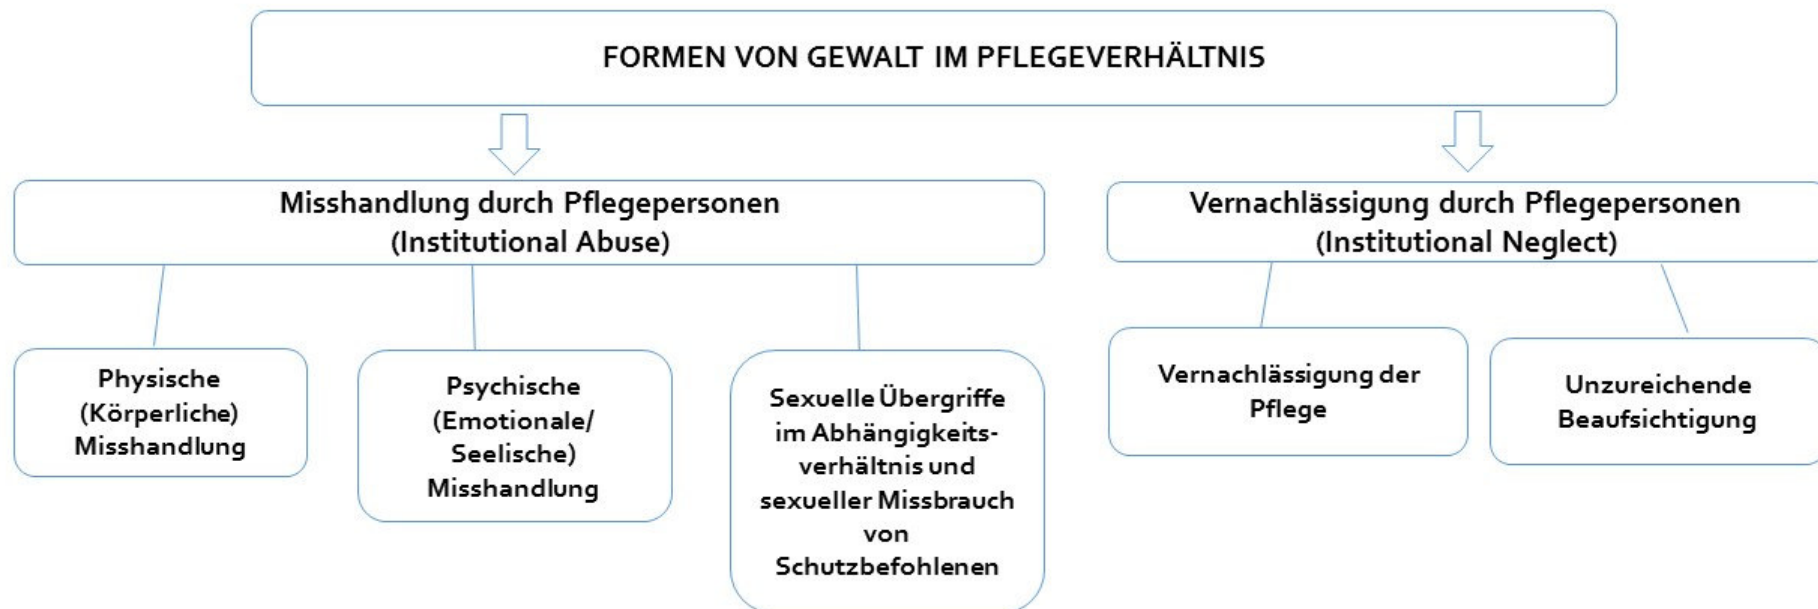 FORMEN VON GEWALT IM PFLEGEVERHÄLTNIS
Misshandlung durch Pflegepersonen
(Institutional Abuse)
Vernachlässigung durch Pflegepersonen
(Institutional Neglect)
Physische
(Körperliche)
Misshandlung
Psychische
(Emotionale/
Seelische)
Misshandlung
Sexuelle Übergriffe
im Abhängigkeits-
verhältnis und
sexueller Missbrauch
von
Schutzbefohlenen
Vernachlässigung der
Pflege
Unzureichende
Beaufsichtigung